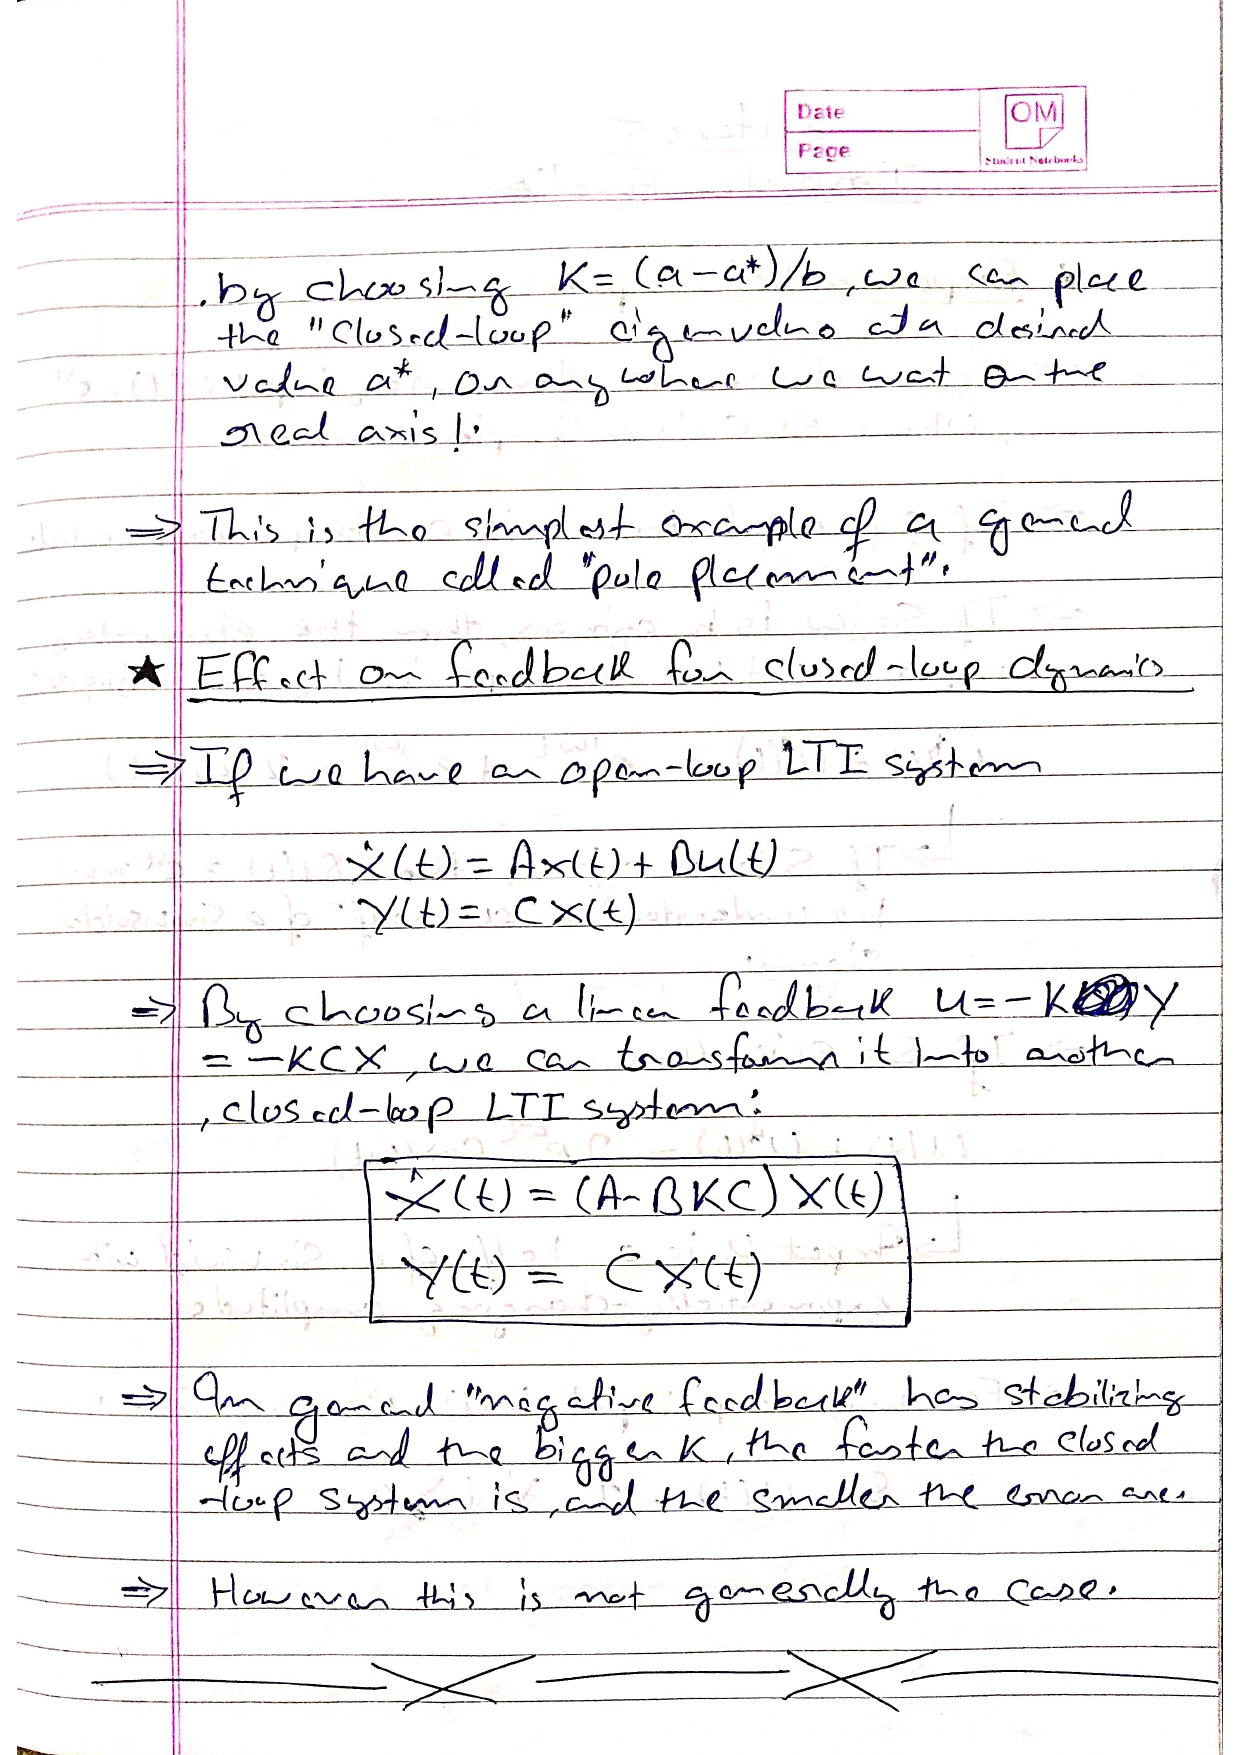 Date
Page
OM
Student Notebooks
. by choosing K = (a - a*)/b, we can place
the "closed-loop" eigenvalue at a desired
value a*, or anywhere we wat on the
real axis!.
⇒ This is the simplest example of a general
technique called "pole placement".
★ Effect on feedback for closed-loop dynamics
⇒ If we have an open-loop LTI system
ẋ(t) = Ax(t) + Bu(t)
y(t) = Cx(t)
⇒ By choosing a linear feedback u = -K y
= -KCx, we can transform it into another
, closed-loop LTI system:
ẋ(t) = (A - BKC) x(t)
y(t) = Cx(t)
⇒ In general "negative feedback" has stabilizing
effects and the bigger K, the faster the closed
-loop system is, and the smaller the error are.
⇒ However this is not generally the case.